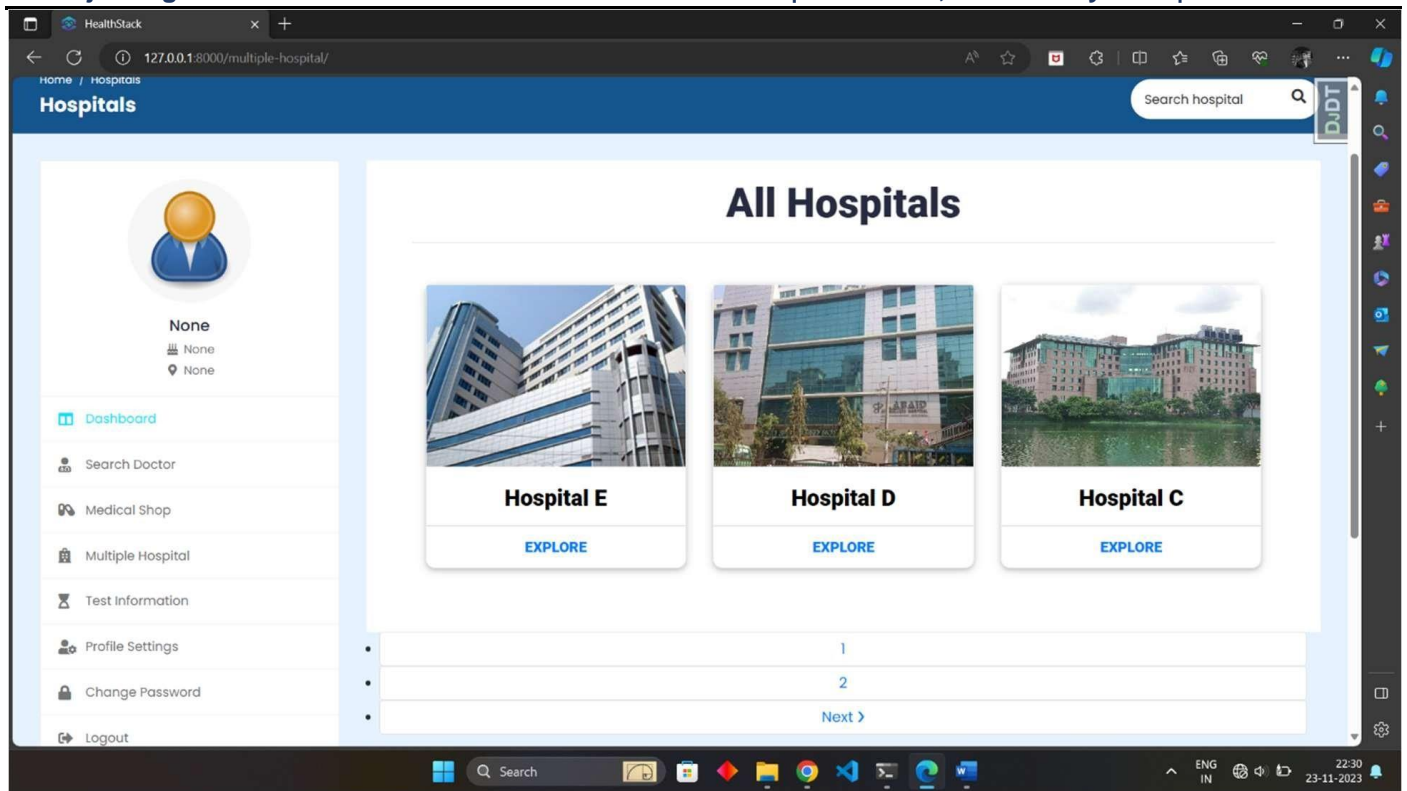 HealthStack
127.0.0.1:8000/multiple-hospital/
Home / Hospitals
Hospitals
Search hospital
DJDT
None
None
None
Dashboard
Search Doctor
Medical Shop
Multiple Hospital
Test Information
Profile Settings
Change Password
Logout
All Hospitals
Hospital E
Hospital D
Hospital C
EXPLORE
EXPLORE
EXPLORE
1
2
Next ❯
Search
ENG
IN
22:30
23-11-2023